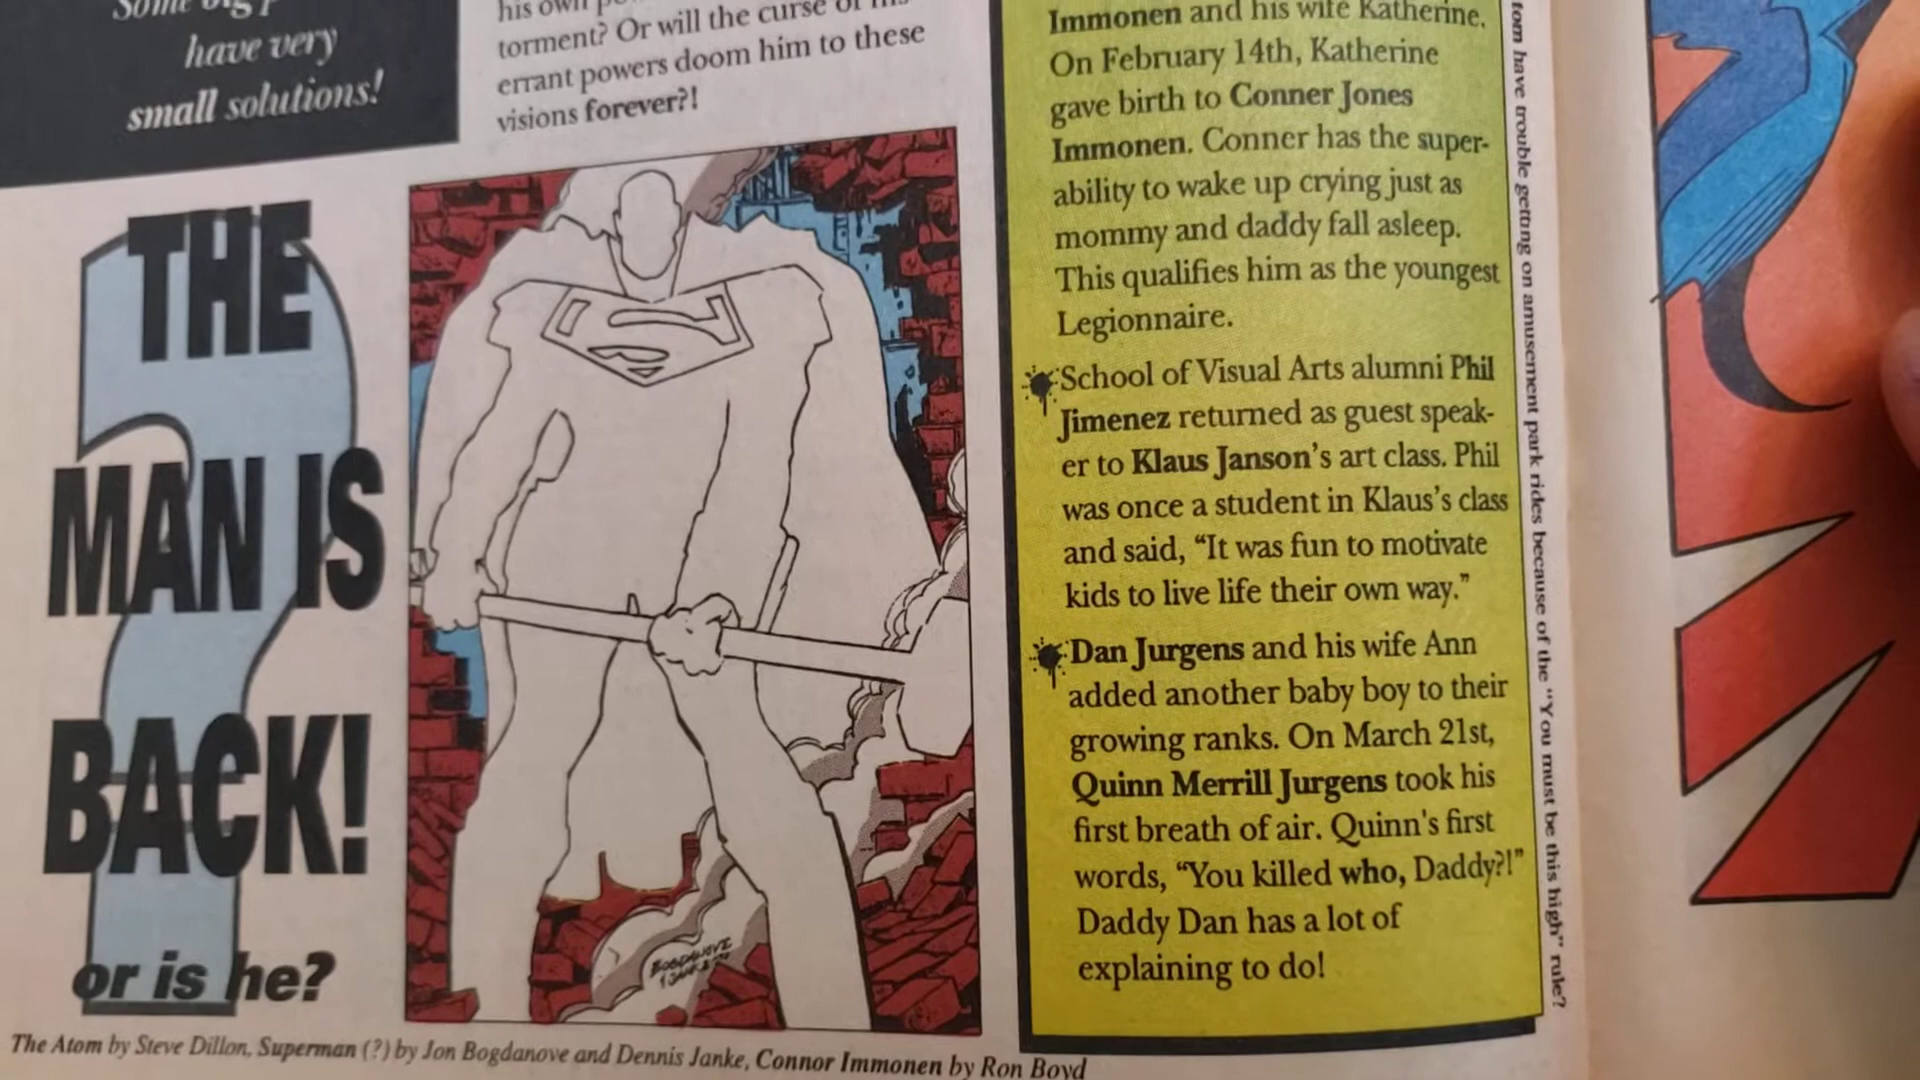 have very
small solutions!
torment? Or will the curse of his
errant powers doom him to these
visions forever?!
THE
MAN IS
BACK!
or is he?
The Atom by Steve Dillon, Superman (?) by Jon Bogdanove and Dennis Janke, Connor Immonen by Ron Boyd
Immonen and his wife Katherine.
On February 14th, Katherine
gave birth to Conner Jones
Immonen. Conner has the super-
ability to wake up crying just as
mommy and daddy fall asleep.
This qualifies him as the youngest
Legionnaire.
School of Visual Arts alumni Phil
Jimenez returned as guest speak-
er to Klaus Janson's art class. Phil
was once a student in Klaus's class
and said, “It was fun to motivate
kids to live life their own way.”
Dan Jurgens and his wife Ann
added another baby boy to their
growing ranks. On March 21st,
Quinn Merrill Jurgens took his
first breath of air. Quinn's first
words, “You killed who, Daddy?!”
Daddy Dan has a lot of
explaining to do!
tom have trouble getting on amusement park rides because of the “You must be this high” rule?